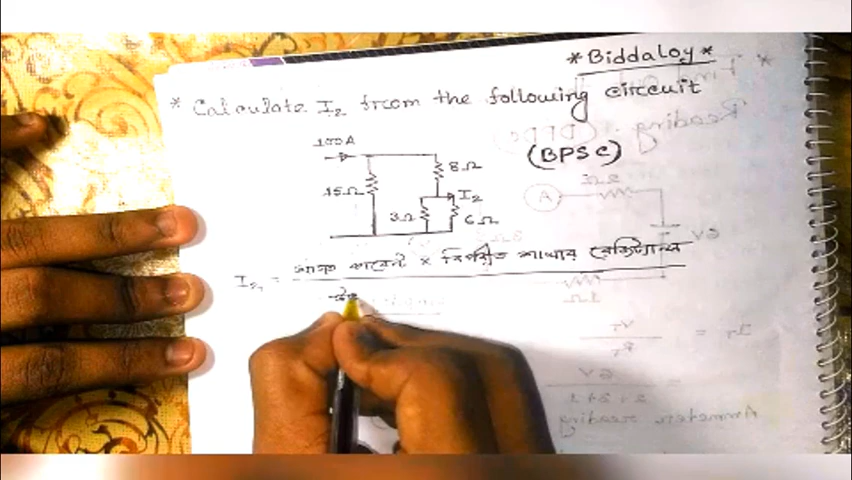 *Biddaloy*
* Calculate I₂ from the following circuit
(BPSC)
100A
8Ω
15Ω
I₂
3Ω
6Ω
I₂ = কারেন্ট × বিপরীত শাখার রেজিস্ট্যান্স